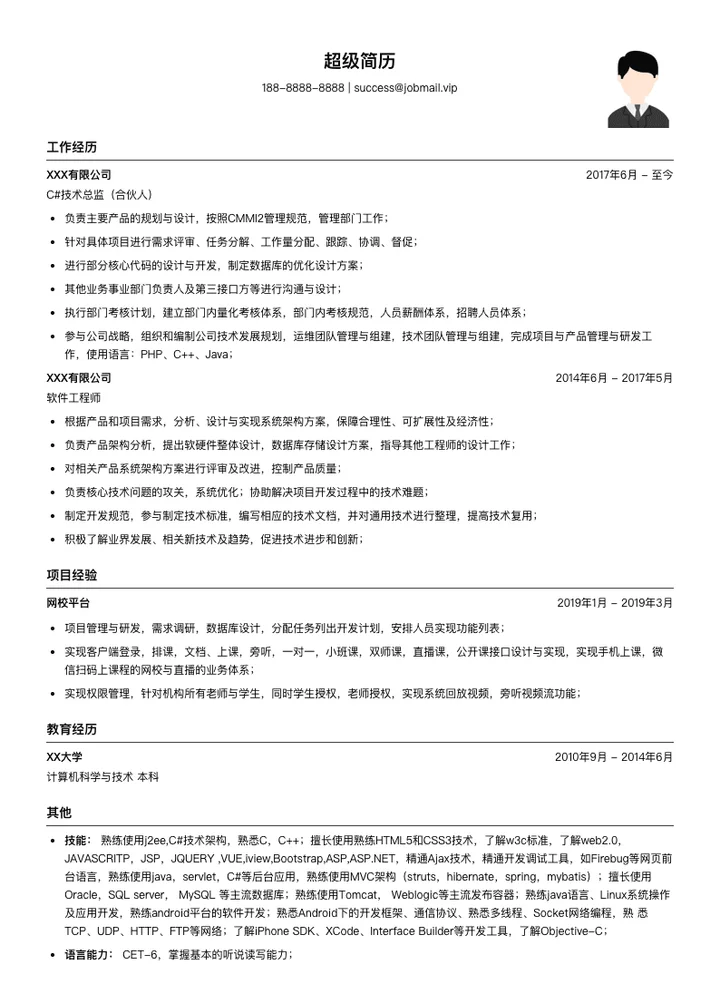 超级简历
188-8888-8888 | success@jobmail.vip
工作经历
XXX有限公司 2017年6月 - 至今
C#技术总监（合伙人）
• 负责主要产品的规划与设计，按照CMMI2管理规范，管理部门工作；
• 针对具体项目进行需求评审、任务分解、工作量分配、跟踪、协调、督促；
• 进行部分核心代码的设计与开发，制定数据库的优化设计方案；
• 其他业务事业部门负责人及第三接口方等进行沟通与设计；
• 执行部门考核计划，建立部门内量化考核体系，部门内考核规范，人员薪酬体系，招聘人员体系；
• 参与公司战略，组织和编制公司技术发展规划，运维团队管理与组建，技术团队管理与组建，完成项目与产品管理与研发工
作，使用语言：PHP、C++、Java；
XXX有限公司 2014年6月 - 2017年5月
软件工程师
• 根据产品和项目需求，分析、设计与实现系统架构方案，保障合理性、可扩展性及经济性；
• 负责产品架构分析，提出软硬件整体设计，数据库存储设计方案，指导其他工程师的设计工作；
• 对相关产品系统架构方案进行评审及改进，控制产品质量；
• 负责核心技术问题的攻关，系统优化；协助解决项目开发过程中的技术难题；
• 制定开发规范，参与制定技术标准，编写相应的技术文档，并对通用技术进行整理，提高技术复用；
• 积极了解业界发展、相关新技术及趋势，促进技术进步和创新；
项目经验
网校平台 2019年1月 - 2019年3月
• 项目管理与研发，需求调研，数据库设计，分配任务列出开发计划，安排人员实现功能列表；
• 实现客户端登录，排课，文档、上课，旁听，一对一，小班课，双师课，直播课，公开课接口设计与实现，实现手机上课，微
信扫码上课程的网校与直播的业务体系；
• 实现权限管理，针对机构所有老师与学生，同时学生授权，老师授权，实现系统回放视频，旁听视频流功能；
教育经历
XX大学 2010年9月 - 2014年6月
计算机科学与技术 本科
其他
• 技能： 熟练使用j2ee,C#技术架构，熟悉C，C++；擅长使用熟练HTML5和CSS3技术，了解w3c标准，了解web2.0,
JAVASCRITP，JSP，JQUERY ,VUE,iview,Bootstrap,ASP,ASP.NET，精通Ajax技术，精通开发调试工具，如Firebug等网页前
台语言，熟练使用java，servlet，C#等后台应用，熟练使用MVC架构（struts，hibernate，spring，mybatis）；擅长使用
Oracle，SQL server， MySQL 等主流数据库；熟练使用Tomcat， Weblogic等主流发布容器；熟练java语言、Linux系统操作
及应用开发，熟练android平台的软件开发；熟悉Android下的开发框架、通信协议、熟悉多线程、Socket网络编程，熟 悉
TCP、UDP、HTTP、FTP等网络；了解iPhone SDK、XCode、Interface Builder等开发工具，了解Objective-C；
• 语言能力： CET-6，掌握基本的听说读写能力；